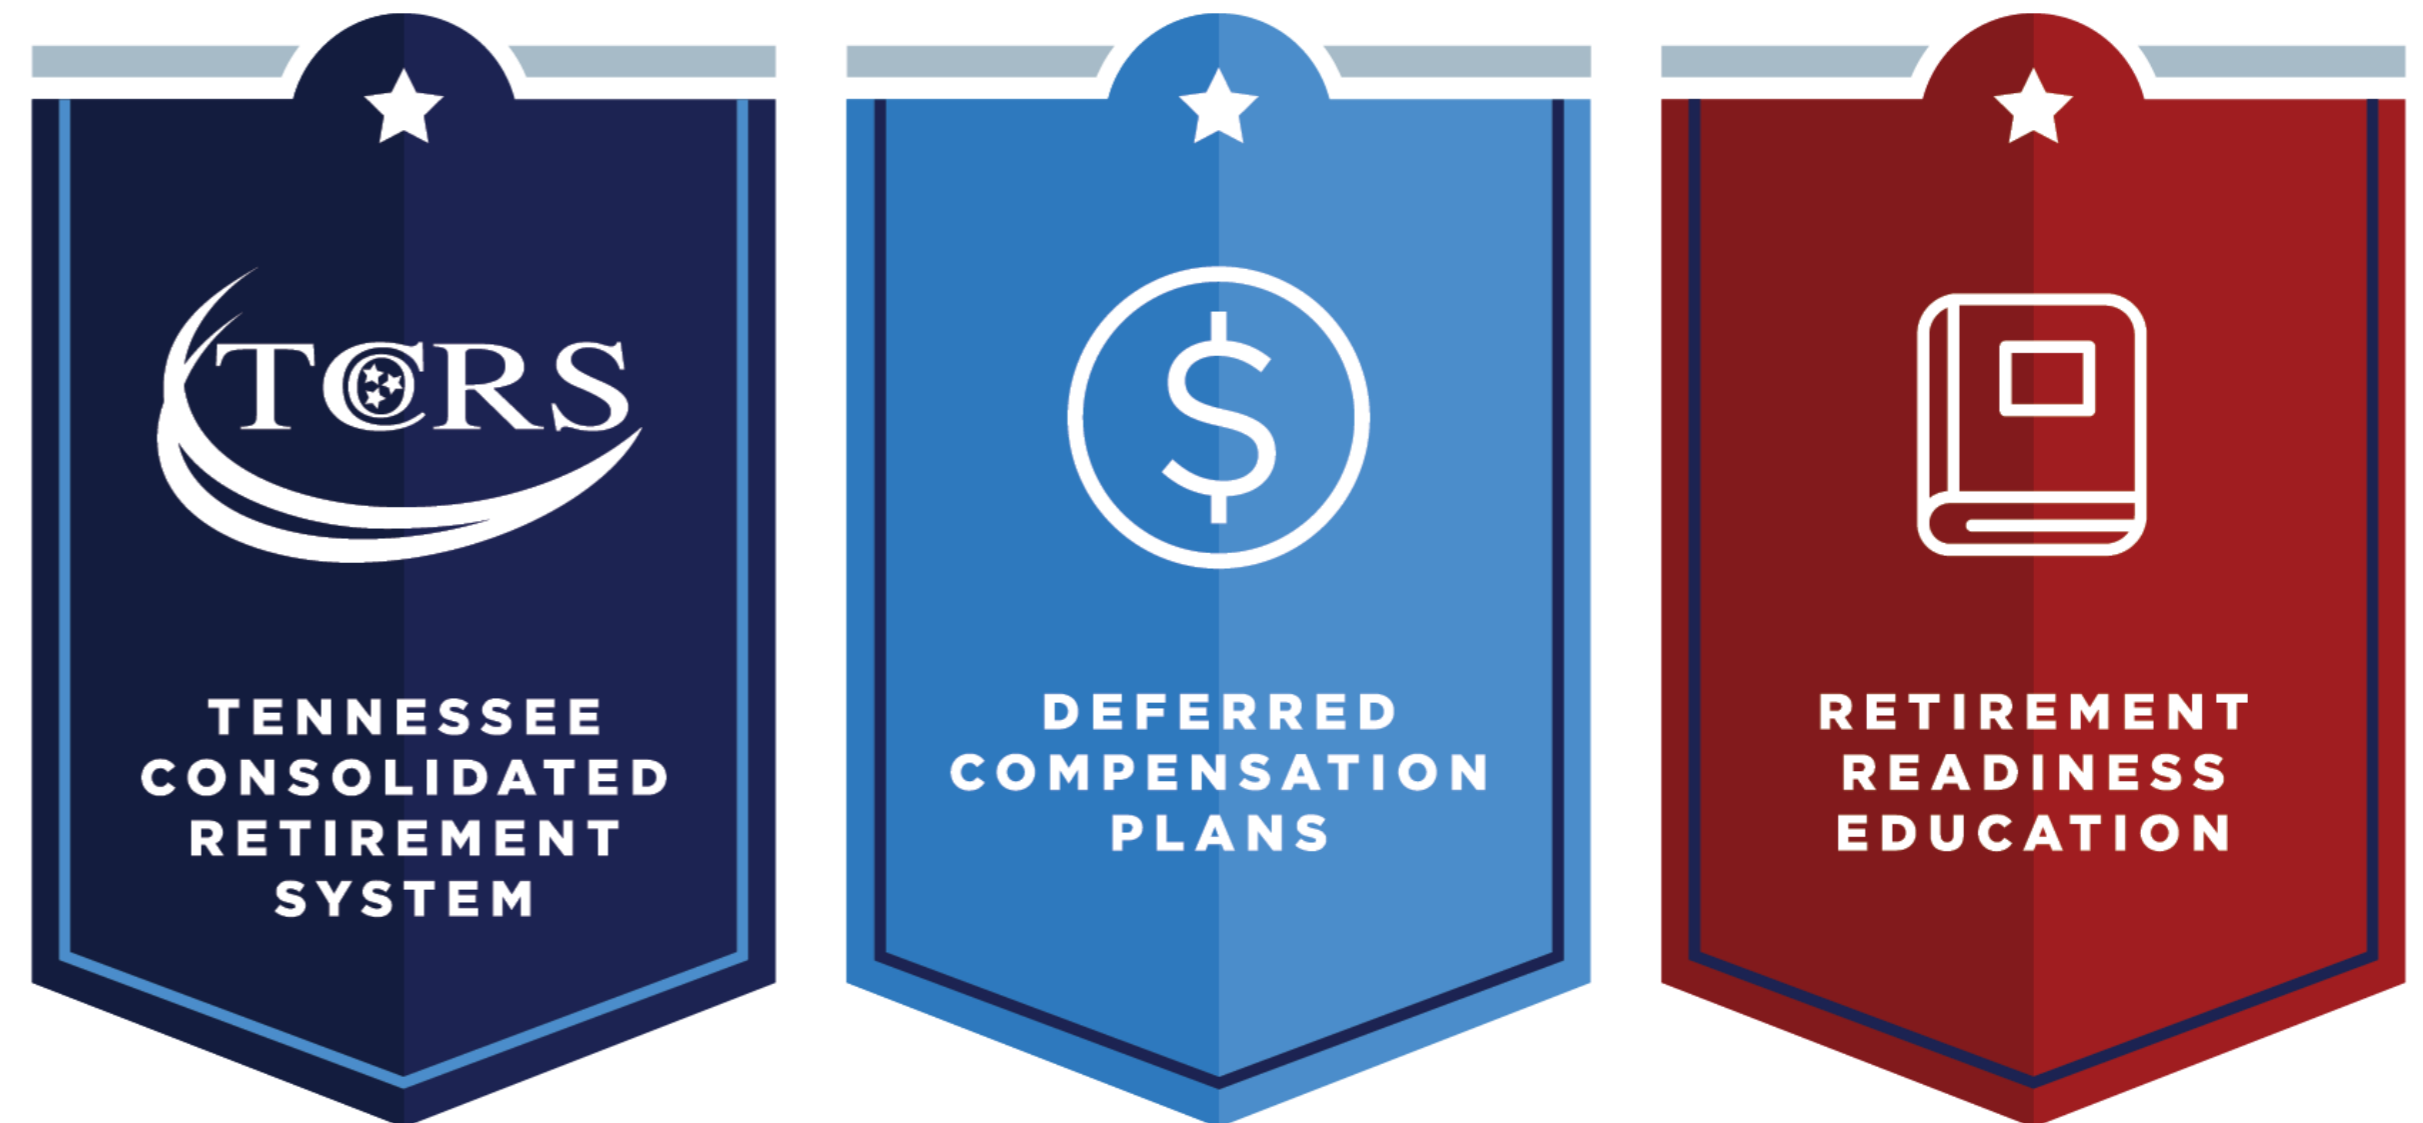 TCRS
TENNESSEE
CONSOLIDATED
RETIREMENT
SYSTEM
$
DEFERRED
COMPENSATION
PLANS
RETIREMENT
READINESS
EDUCATION